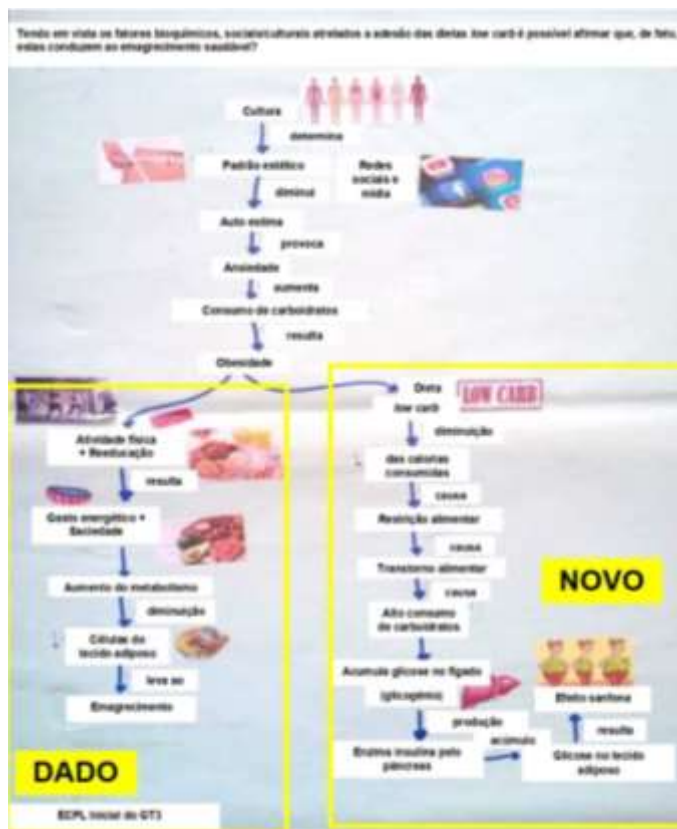 Tendo em vista os fatores bioquímicos, sociais/culturais atrelados a adesão das dietas low carb é possível afirmar que, de fato,
estas conduzem ao emagrecimento saudável?
Cultura
determina
Padrão estético
Redes
sociais e
mídia
diminui
Auto estima
provoca
Ansiedade
aumenta
Consumo de carboidratos
resulta
Obesidade
Atividade física
+ Reeducação
resulta
Gasto energético +
Saciedade
Aumento do metabolismo
diminuição
Células do
tecido adiposo
leva ao
Emagrecimento
DADO
ECPL Inicial do GT3
Dieta
low carb
LOW CARB
diminuição
das calorias
consumidas
causa
Restrição alimentar
causa
Transtorno alimentar
causa
Alto consumo
de carboidratos
Acumula glicose no fígado
(glicogênio)
produção
Enzima insulina pelo
pâncreas
acúmulo
Glicose no tecido
adiposo
resulta
Efeito sanfona
NOVO